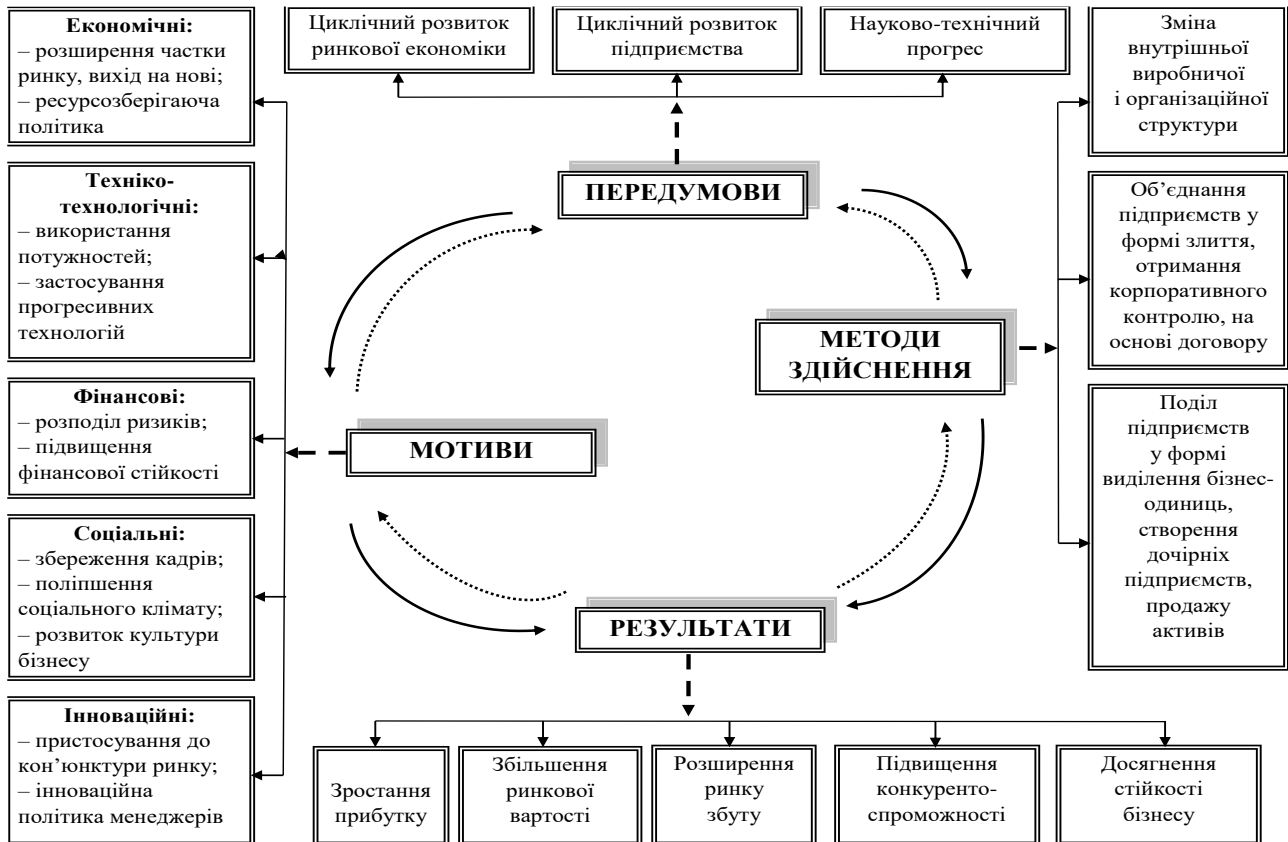 Економічні:
– розширення частки
ринку, вихід на нові;
– ресурсозберігаюча
політика
Техніко-
технологічні:
– використання
потужностей;
– застосування
прогресивних
технологій
Фінансові:
– розподіл ризиків;
– підвищення
фінансової стійкості
Соціальні:
– збереження кадрів;
– поліпшення
соціального клімату;
– розвиток культури
бізнесу
Інноваційні:
– пристосування до
кон’юнктури ринку;
– інноваційна
політика менеджерів
Циклічний розвиток
ринкової економіки
Циклічний розвиток
підприємства
Науково-технічний
прогрес
ПЕРЕДУМОВИ
МЕТОДИ
ЗДІЙСНЕННЯ
МОТИВИ
РЕЗУЛЬТАТИ
Зміна
внутрішньої
виробничої
і організаційної
структури
Об’єднання
підприємств у
формі злиття,
отримання
корпоративного
контролю, на
основі договору
Поділ
підприємств
у формі
виділення бізнес-
одиниць,
створення
дочірніх
підприємств,
продажу
активів
Зростання
прибутку
Збільшення
ринкової
вартості
Розширення
ринку
збуту
Підвищення
конкуренто-
спроможності
Досягнення
стійкості
бізнесу